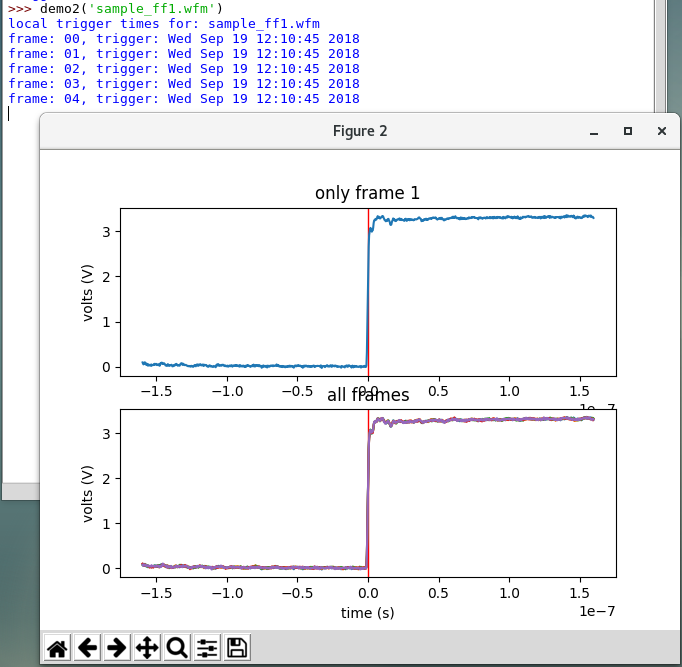 >>> demo2('sample_ff1.wfm')
local trigger times for: sample_ff1.wfm
frame: 00, trigger: Wed Sep 19 12:10:45 2018
frame: 01, trigger: Wed Sep 19 12:10:45 2018
frame: 02, trigger: Wed Sep 19 12:10:45 2018
frame: 03, trigger: Wed Sep 19 12:10:45 2018
frame: 04, trigger: Wed Sep 19 12:10:45 2018
Figure 2
only frame 1
3
2
1
0
volts (V)
−1.5 −1.0 −0.5 0.0 0.5 1.0 1.5
1e−7
all frames
3
2
1
0
volts (V)
−1.5 −1.0 −0.5 0.0 0.5 1.0 1.5
1e−7
time (s)